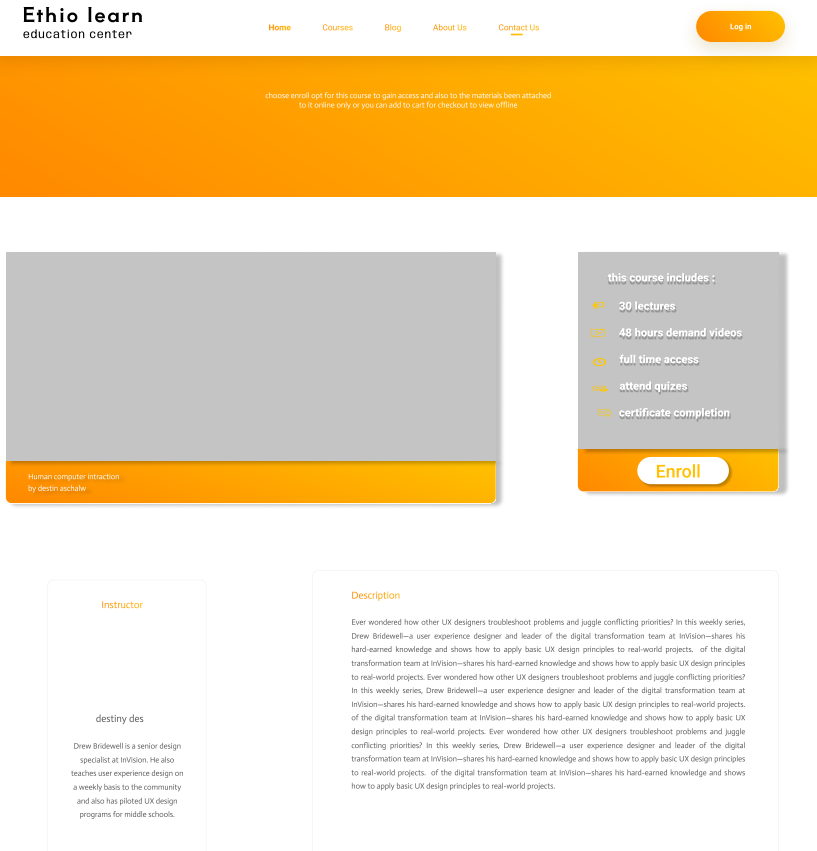 Ethio learn
education center
Home Courses Blog About Us Contact Us
Log in
choose enroll opt for this course to gain access and also to the materials been attached
to it online only or you can add to cart for checkout to view offline
this course includes :
30 lectures
48 hours demand videos
full time access
attend quizes
certificate completion
Enroll
Human computer intraction
by destin aschalw
Instructor
destiny des
Drew Bridewell is a senior design
specialist at InVision. He also
teaches user experience design on
a weekly basis to the community
and also has piloted UX design
programs for middle schools.
Description
Ever wondered how other UX designers troubleshoot problems and juggle conflicting priorities? In this weekly series,
Drew Bridewell—a user experience designer and leader of the digital transformation team at InVision—shares his
hard-earned knowledge and shows how to apply basic UX design principles to real-world projects. of the digital
transformation team at InVision—shares his hard-earned knowledge and shows how to apply basic UX design principles
to real-world projects. Ever wondered how other UX designers troubleshoot problems and juggle conflicting priorities?
In this weekly series, Drew Bridewell—a user experience designer and leader of the digital transformation team at
InVision—shares his hard-earned knowledge and shows how to apply basic UX design principles to real-world projects.
of the digital transformation team at InVision—shares his hard-earned knowledge and shows how to apply basic UX
design principles to real-world projects. Ever wondered how other UX designers troubleshoot problems and juggle
conflicting priorities? In this weekly series, Drew Bridewell—a user experience designer and leader of the digital
transformation team at InVision—shares his hard-earned knowledge and shows how to apply basic UX design principles
to real-world projects. of the digital transformation team at InVision—shares his hard-earned knowledge and shows
how to apply basic UX design principles to real-world projects.